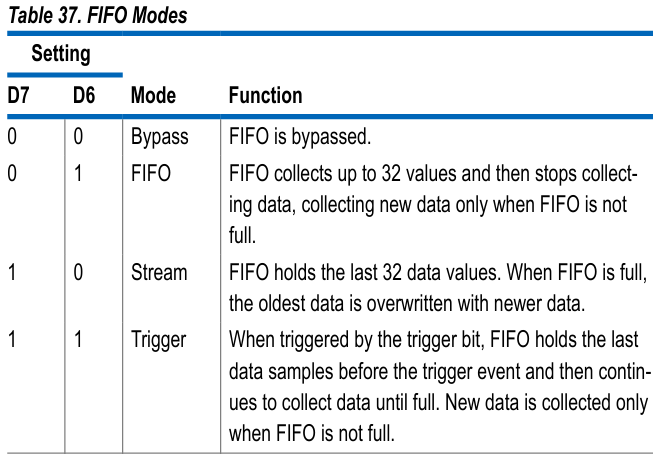 Table 37. FIFO Modes
Setting
D7 D6 Mode Function
0 0 Bypass FIFO is bypassed.
0 1 FIFO FIFO collects up to 32 values and then stops collect-
ing data, collecting new data only when FIFO is not
full.
1 0 Stream FIFO holds the last 32 data values. When FIFO is full,
the oldest data is overwritten with newer data.
1 1 Trigger When triggered by the trigger bit, FIFO holds the last
data samples before the trigger event and then contin-
ues to collect data until full. New data is collected only
when FIFO is not full.